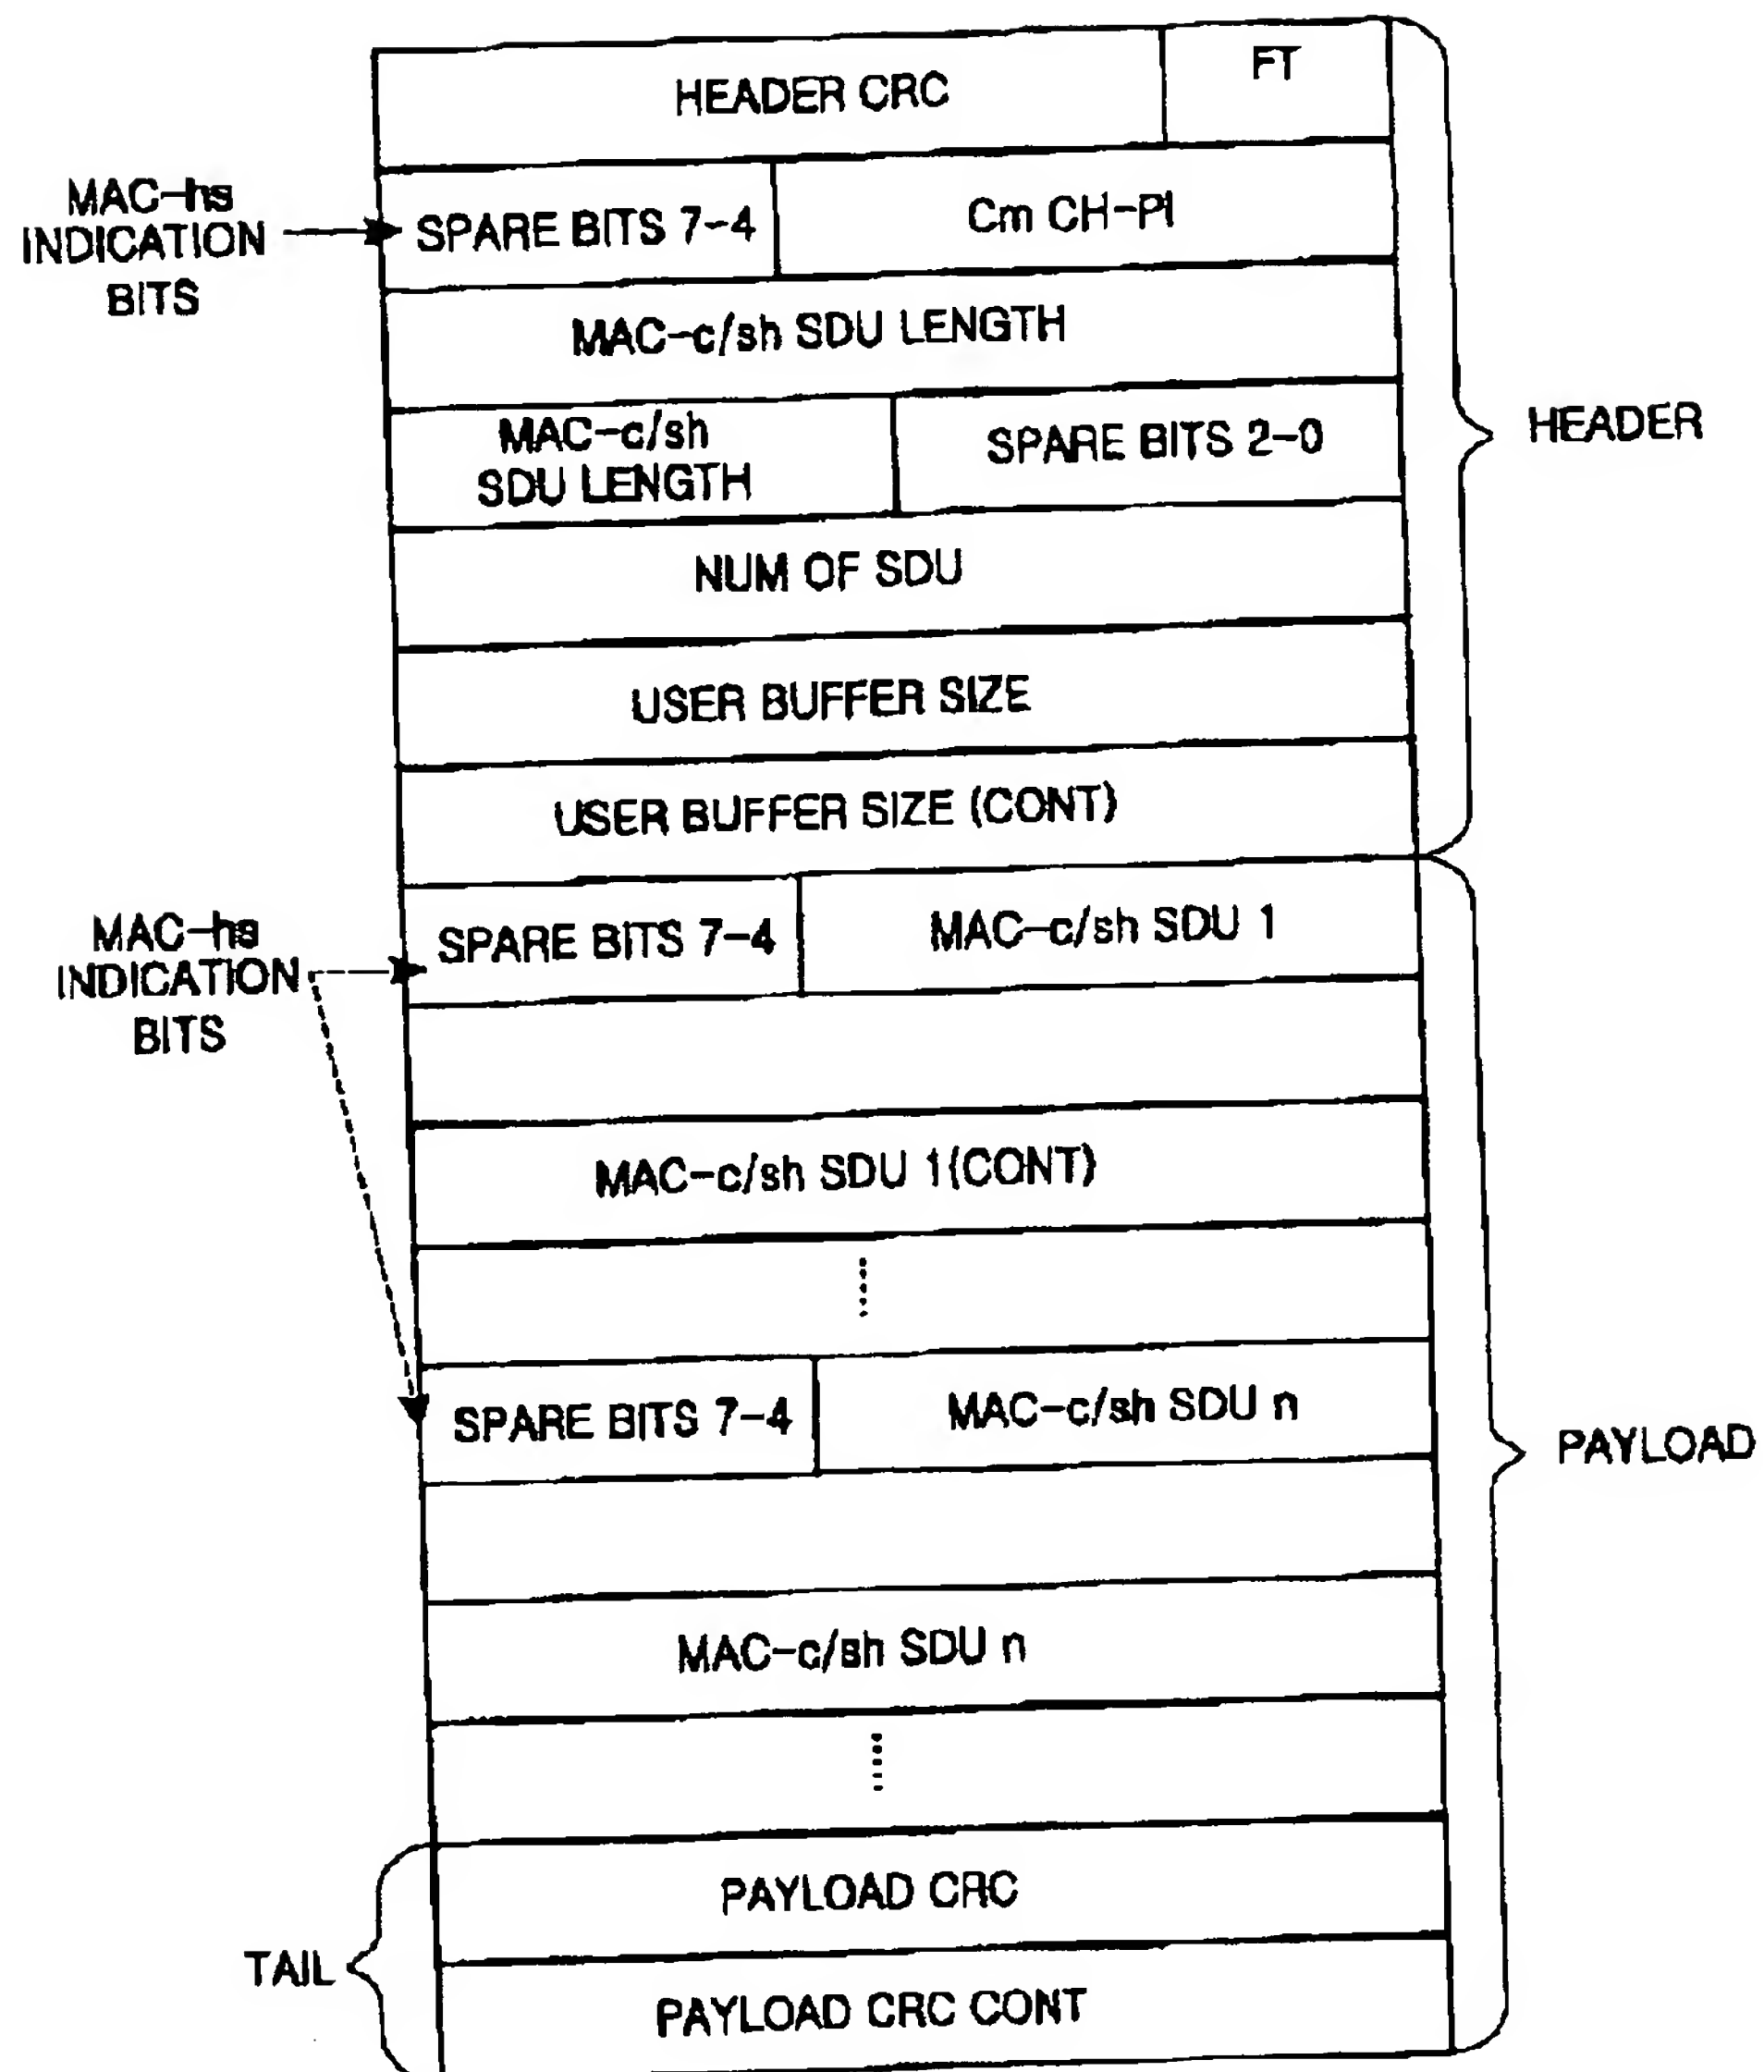 HEADER CRC
FT
MAC-hs
INDICATION
BITS
SPARE BITS 7-4
Cm CH-PI
MAC-c/sh SDU LENGTH
MAC-c/sh
SDU LENGTH
SPARE BITS 2-0
HEADER
NUM OF SDU
USER BUFFER SIZE
USER BUFFER SIZE (CONT)
MAC-hs
INDICATION
BITS
SPARE BITS 7-4
MAC-c/sh SDU 1
MAC-c/sh SDU 1(CONT)
SPARE BITS 7-4
MAC-c/sh SDU n
PAYLOAD
MAC-c/sh SDU n
PAYLOAD CRC
TAIL
PAYLOAD CRC CONT